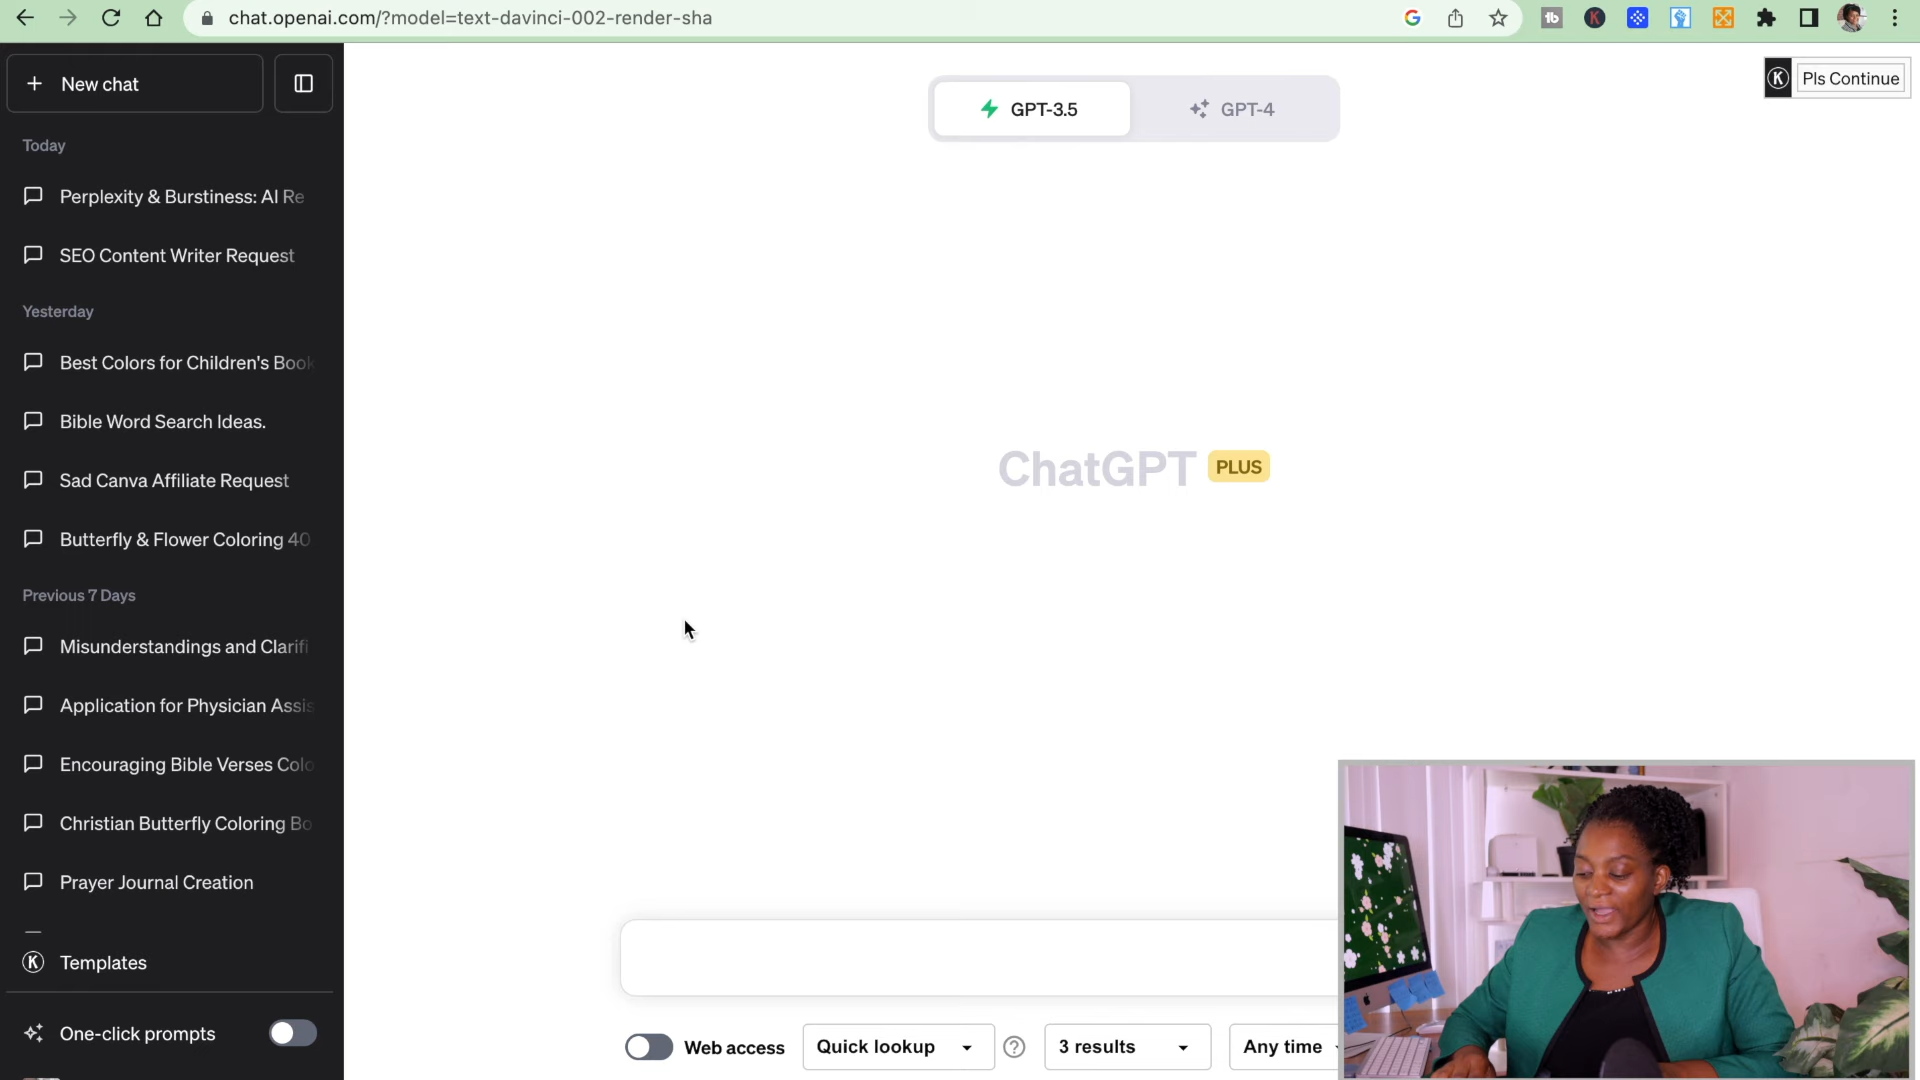 chat.openai.com/?model=text-davinci-002-render-sha
New chat
Today
Perplexity & Burstiness: AI Re
SEO Content Writer Request
Yesterday
Best Colors for Children's Book
Bible Word Search Ideas.
Sad Canva Affiliate Request
Butterfly & Flower Coloring 40
Previous 7 Days
Misunderstandings and Clarifi
Application for Physician Assis
Encouraging Bible Verses Colo
Christian Butterfly Coloring Bo
Prayer Journal Creation
K Templates
One-click prompts
GPT-3.5
GPT-4
K Pls Continue
ChatGPT PLUS
Web access
Quick lookup
3 results
Any time